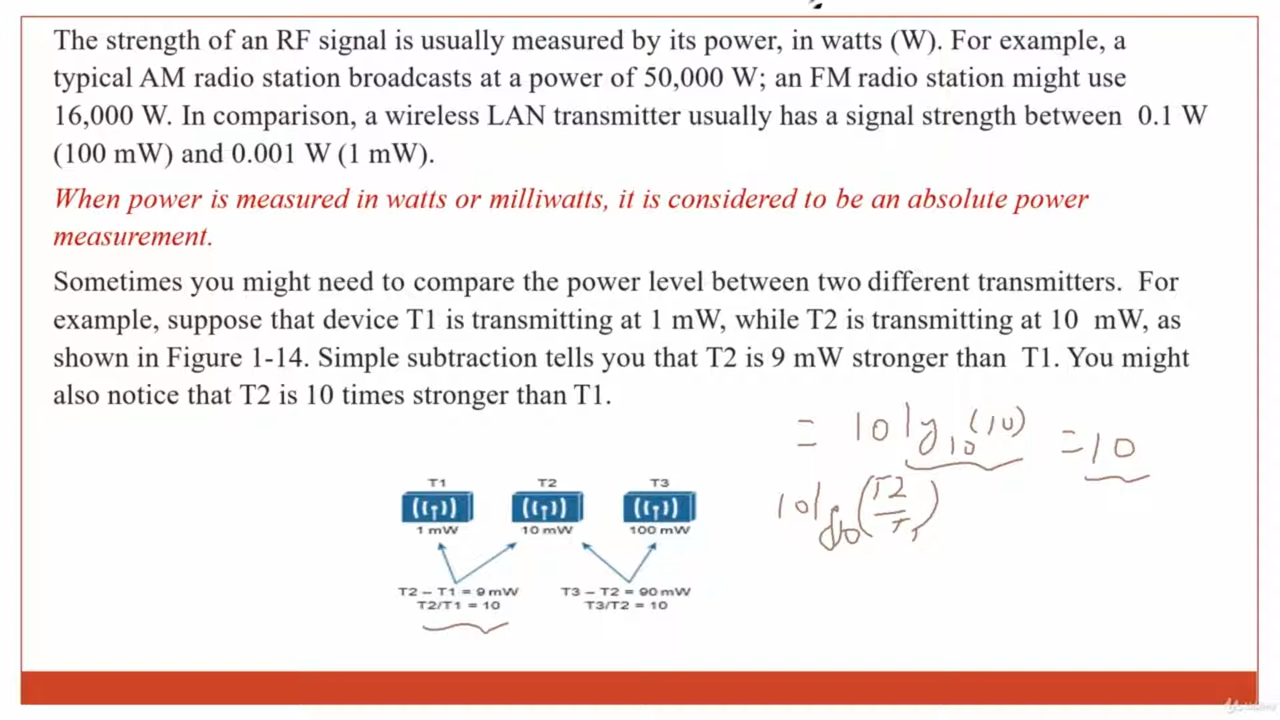 The strength of an RF signal is usually measured by its power, in watts (W). For example, a
typical AM radio station broadcasts at a power of 50,000 W; an FM radio station might use
16,000 W. In comparison, a wireless LAN transmitter usually has a signal strength between 0.1 W
(100 mW) and 0.001 W (1 mW).
When power is measured in watts or milliwatts, it is considered to be an absolute power
measurement.
Sometimes you might need to compare the power level between two different transmitters. For
example, suppose that device T1 is transmitting at 1 mW, while T2 is transmitting at 10 mW, as
shown in Figure 1-14. Simple subtraction tells you that T2 is 9 mW stronger than T1. You might
also notice that T2 is 10 times stronger than T1.
= 10 log10 (10) = 10
10 log10 (T2/T1)
T1 T2 T3
1 mW 10 mW 100 mW
T2 – T1 = 9 mW T3 – T2 = 90 mW
T2/T1 = 10 T3/T2 = 10